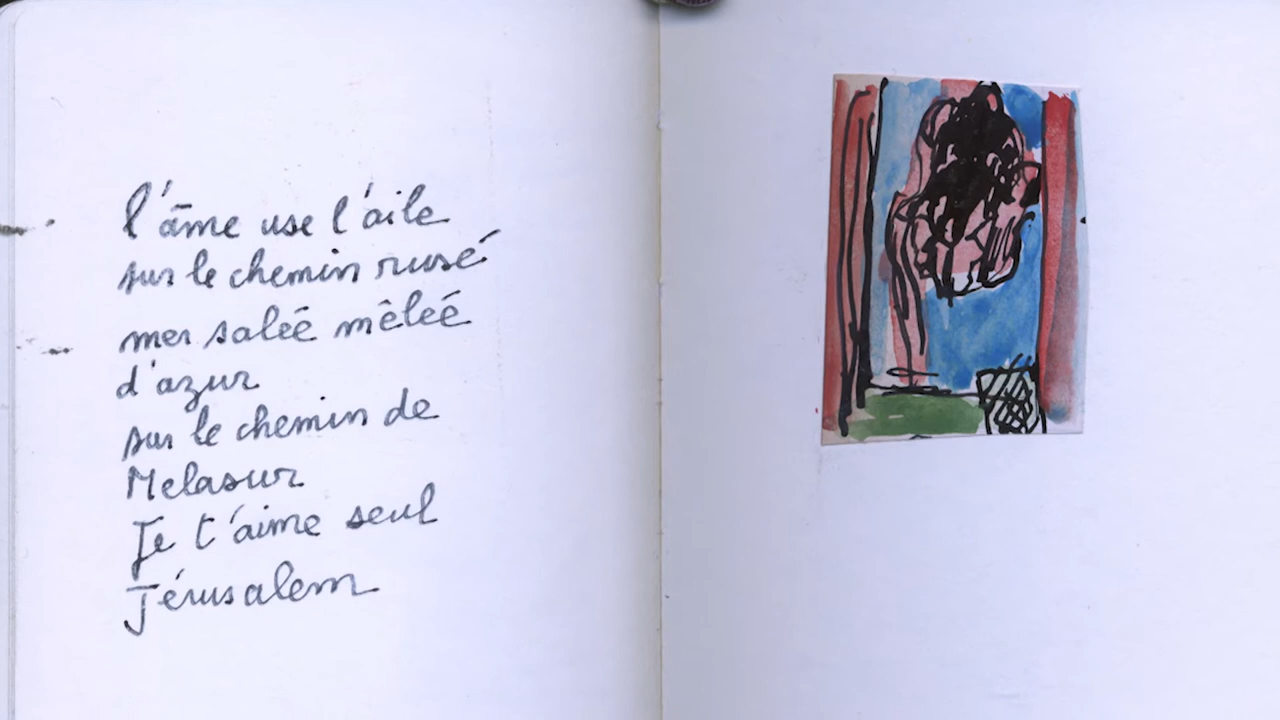 l'âme use l'aile
sur le chemin rusé
mer salée mêlée
d'azur
sur le chemin de
Melasur
Je t'aime seul
Jérusalem